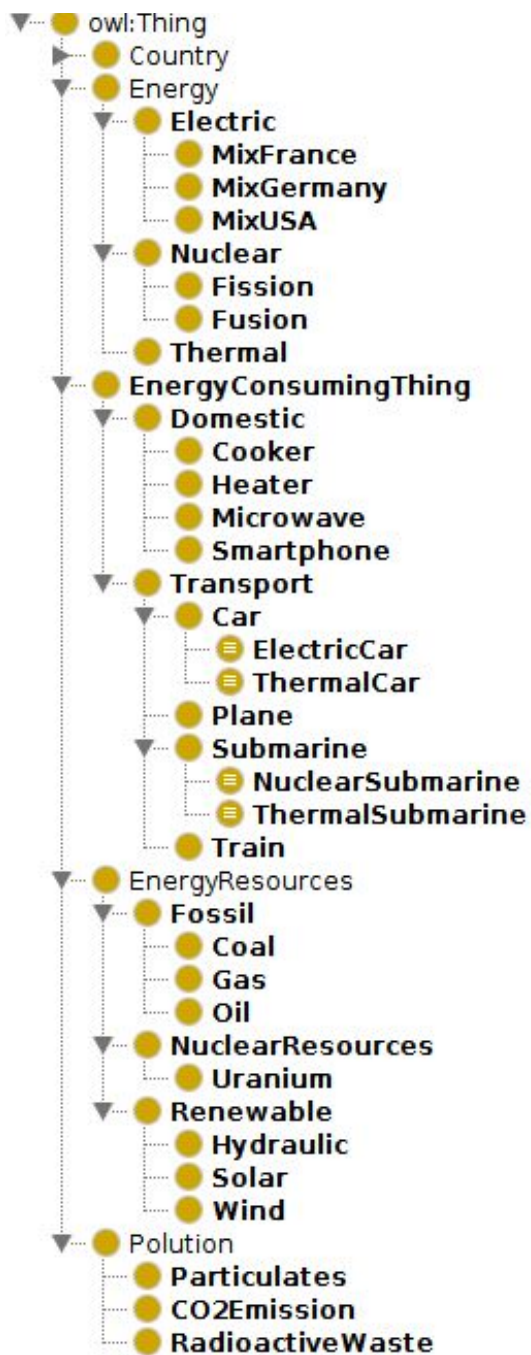 owl:Thing
Country
Energy
Electric
MixFrance
MixGermany
MixUSA
Nuclear
Fission
Fusion
Thermal
EnergyConsumingThing
Domestic
Cooker
Heater
Microwave
Smartphone
Transport
Car
ElectricCar
ThermalCar
Plane
Submarine
NuclearSubmarine
ThermalSubmarine
Train
EnergyResources
Fossil
Coal
Gas
Oil
NuclearResources
Uranium
Renewable
Hydraulic
Solar
Wind
Polution
Particulates
CO2Emission
RadioactiveWaste